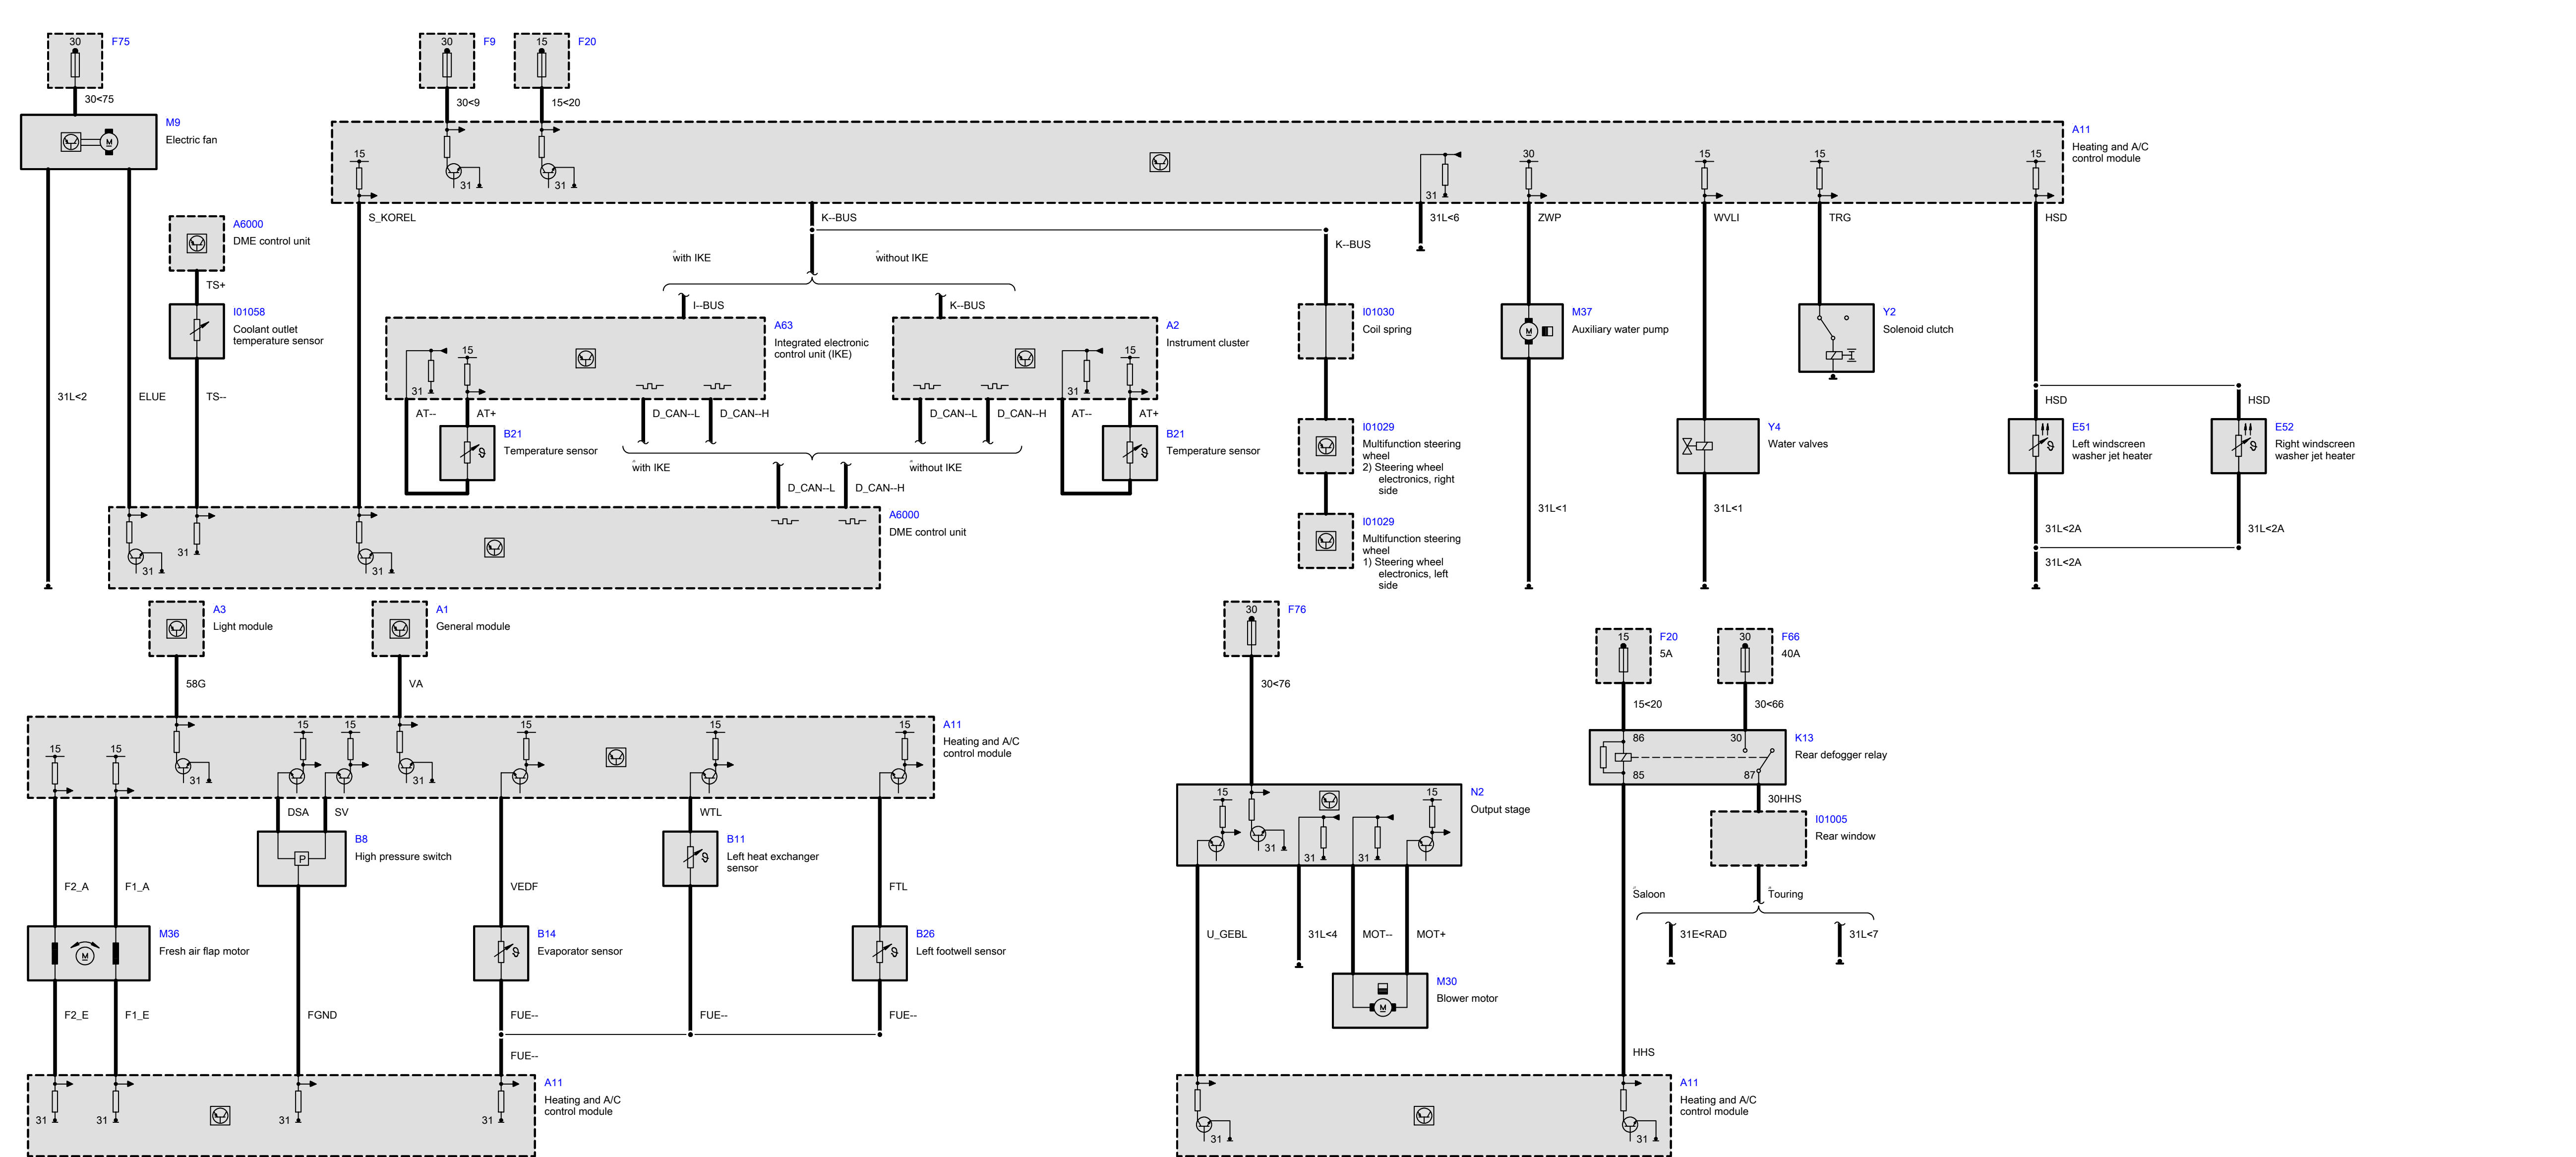 30
F75
30
F9
15
F20
30<75
30<9
15<20
M9
Electric fan
M
A11
Heating and A/C
control module
15
31
31
31
30
15
15
15
S_KOREL
K--BUS
31L<6
ZWP
WVLI
TRG
HSD
A6000
DME control unit
K--BUS
with IKE
without IKE
TS+
I--BUS
K--BUS
I01058
Coolant outlet
temperature sensor
A63
Integrated electronic
control unit (IKE)
15
31
A2
Instrument cluster
15
31
I01030
Coil spring
M37
Auxiliary water pump
M
Y2
Solenoid clutch
31L<2
ELUE
TS--
AT--
AT+
D_CAN--L
D_CAN--H
D_CAN--L
D_CAN--H
AT--
AT+
HSD
HSD
B21
Temperature sensor
B21
Temperature sensor
with IKE
without IKE
I01029
Multifunction steering
wheel
2) Steering wheel
electronics, right
side
Y4
Water valves
E51
Left windscreen
washer jet heater
E52
Right windscreen
washer jet heater
D_CAN--L
D_CAN--H
31L<1
31L<1
A6000
DME control unit
31
31
31
I01029
Multifunction steering
wheel
1) Steering wheel
electronics, left
side
31L<2A
31L<2A
31L<2A
A3
Light module
A1
General module
30
F76
15
F20
5A
30
F66
40A
58G
VA
30<76
15<20
30<66
A11
Heating and A/C
control module
15
15
15
15
15
15
15
31
31
K13
Rear defogger relay
86
30
85
87
DSA
SV
WTL
30HHS
N2
Output stage
15
15
31
31
31
I01005
Rear window
B8
High pressure switch
P
B11
Left heat exchanger
sensor
F2_A
F1_A
VEDF
FTL
Saloon
Touring
M36
Fresh air flap motor
M
B14
Evaporator sensor
B26
Left footwell sensor
U_GEBL
31L<4
MOT--
MOT+
31E<RAD
31L<7
M30
Blower motor
M
F2_E
F1_E
FGND
FUE--
FUE--
FUE--
FUE--
HHS
A11
Heating and A/C
control module
31
31
31
31
A11
Heating and A/C
control module
31
31